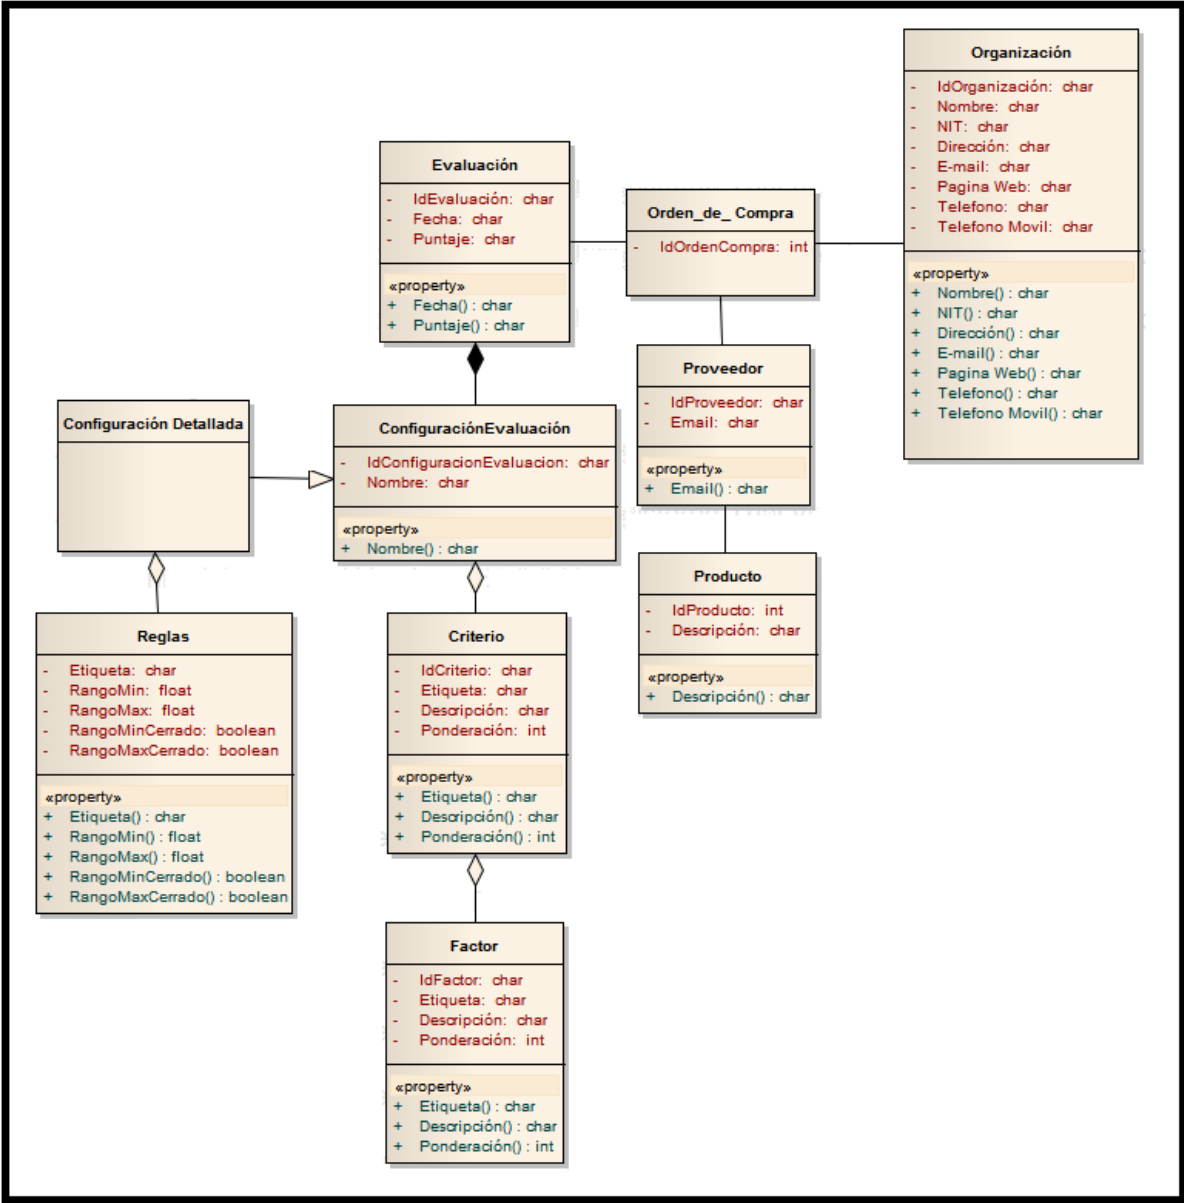 Organización
- IdOrganización: char
- Nombre: char
- NIT: char
- Dirección: char
- E-mail: char
- Pagina Web: char
- Telefono: char
- Telefono Movil: char
«property»
+ Nombre() : char
+ NIT() : char
+ Dirección() : char
+ E-mail() : char
+ Pagina Web() : char
+ Telefono() : char
+ Telefono Movil() : char
Evaluación
- IdEvaluación: char
- Fecha: char
- Puntaje: char
«property»
+ Fecha() : char
+ Puntaje() : char
Orden_de_ Compra
- IdOrdenCompra: int
Proveedor
- IdProveedor: char
- Email: char
«property»
+ Email() : char
Configuración Detallada
ConfiguraciónEvaluación
- IdConfiguracionEvaluacion: char
- Nombre: char
«property»
+ Nombre() : char
Producto
- IdProducto: int
- Descripción: char
«property»
+ Descripción() : char
Reglas
- Etiqueta: char
- RangoMin: float
- RangoMax: float
- RangoMinCerrado: boolean
- RangoMaxCerrado: boolean
«property»
+ Etiqueta() : char
+ RangoMin() : float
+ RangoMax() : float
+ RangoMinCerrado() : boolean
+ RangoMaxCerrado() : boolean
Criterio
- IdCriterio: char
- Etiqueta: char
- Descripción: char
- Ponderación: int
«property»
+ Etiqueta() : char
+ Descripción() : char
+ Ponderación() : int
Factor
- IdFactor: char
- Etiqueta: char
- Descripción: char
- Ponderación: int
«property»
+ Etiqueta() : char
+ Descripción() : char
+ Ponderación() : int